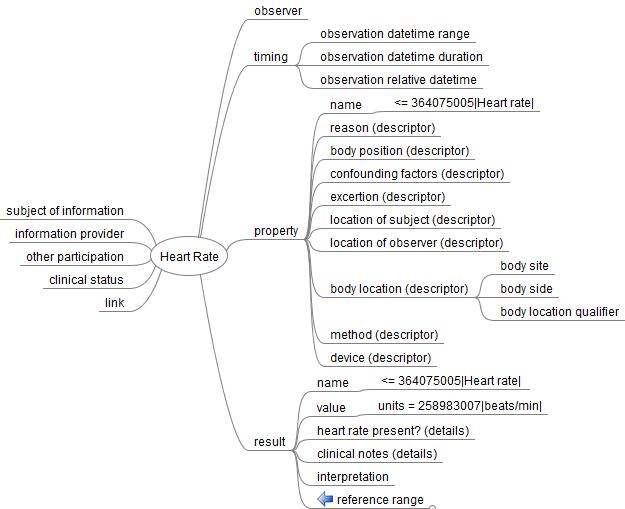 observer
timing
observation datetime range
observation datetime duration
observation relative datetime
property
name
<= 364075005|Heart rate|
reason (descriptor)
body position (descriptor)
confounding factors (descriptor)
excertion (descriptor)
location of subject (descriptor)
location of observer (descriptor)
body location (descriptor)
body site
body side
body location qualifier
method (descriptor)
device (descriptor)
result
name
<= 364075005|Heart rate|
value
units = 258983007|beats/min|
heart rate present? (details)
clinical notes (details)
interpretation
reference range
Heart Rate
subject of information
information provider
other participation
clinical status
link